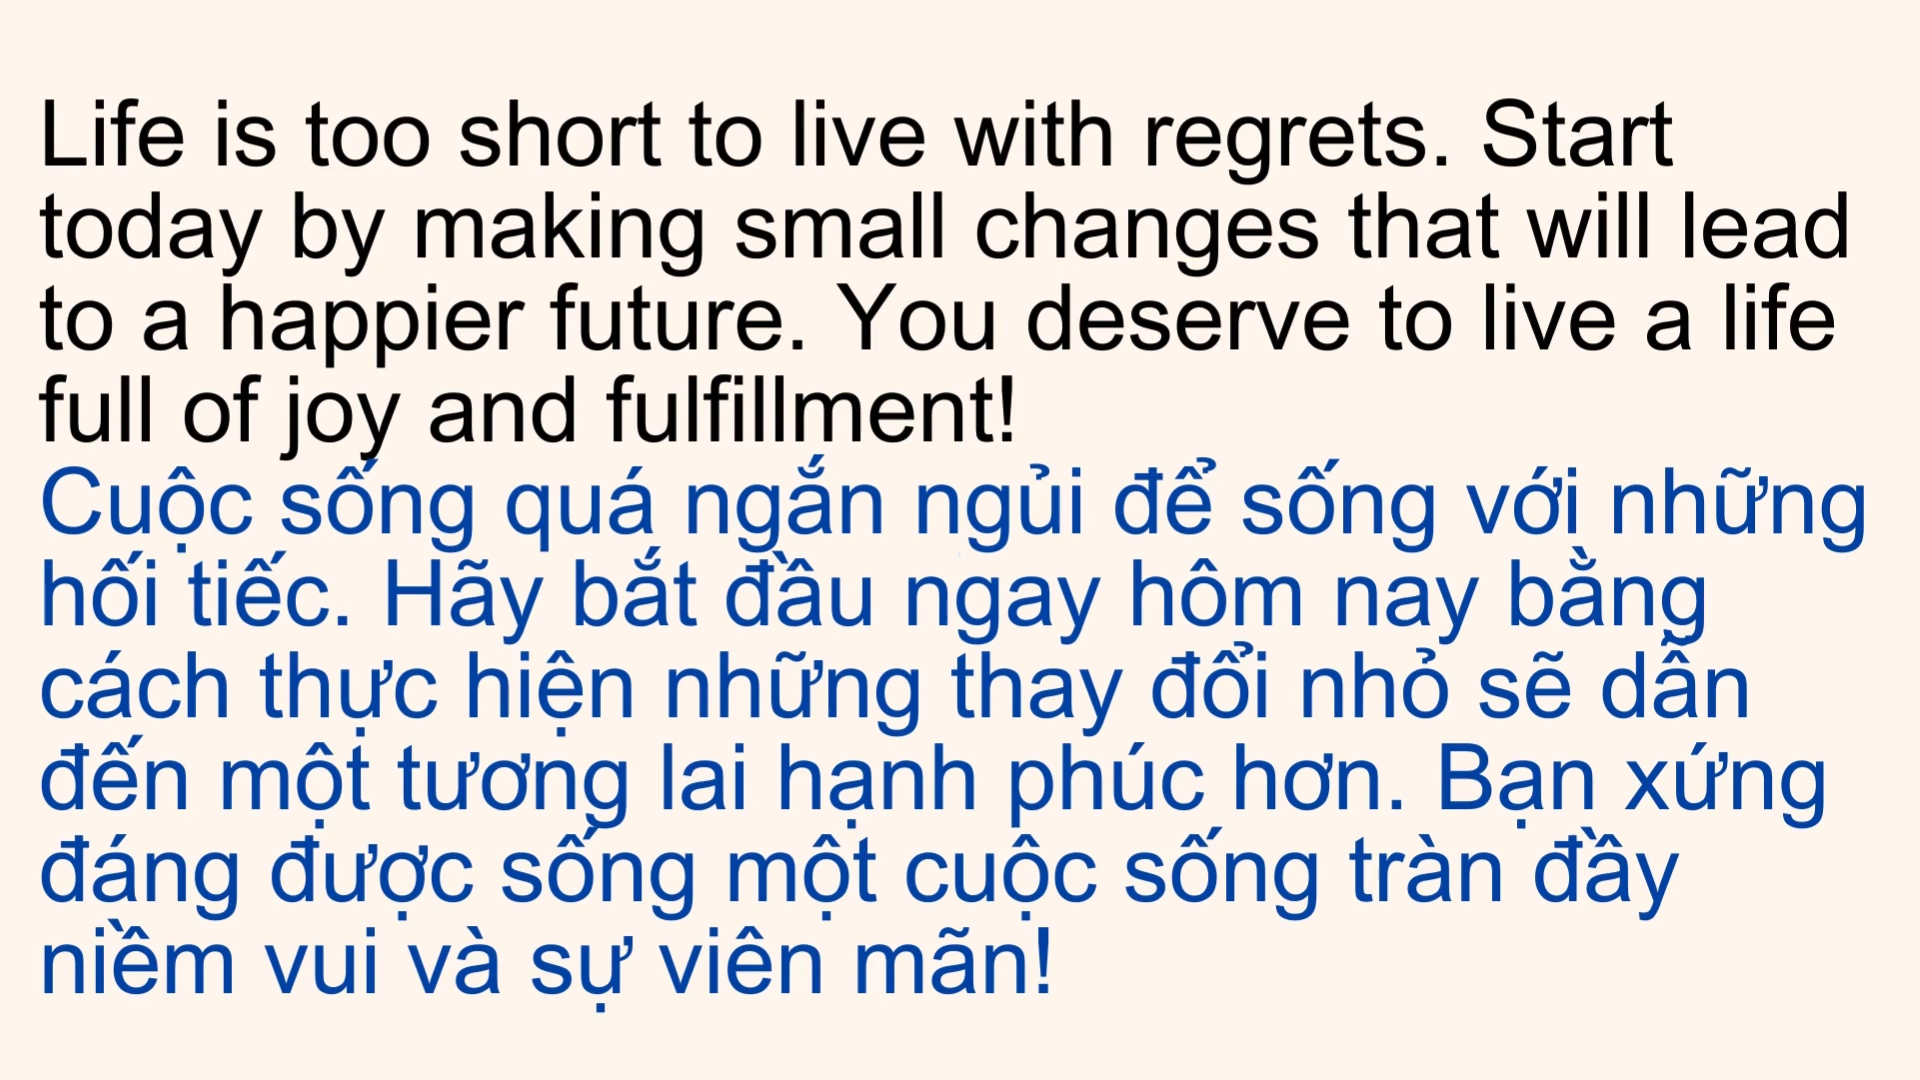 Life is too short to live with regrets. Start
today by making small changes that will lead
to a happier future. You deserve to live a life
full of joy and fulfillment!
Cuộc sống quá ngắn ngủi để sống với những
hối tiếc. Hãy bắt đầu ngay hôm nay bằng
cách thực hiện những thay đổi nhỏ sẽ dẫn
đến một tương lai hạnh phúc hơn. Bạn xứng
đáng được sống một cuộc sống tràn đầy
niềm vui và sự viên mãn!